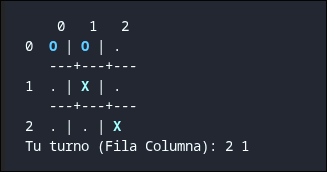 0 1 2
0 O | O | .
---+---+---
1 . | X | .
---+---+---
2 . | . | X
Tu turno (Fila Columna): 2 1